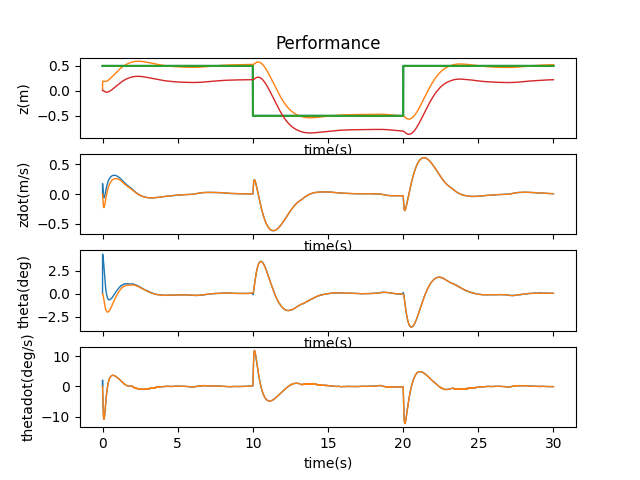 Performance
0.5
0.0
−0.5
z(m)
time(s)
0.5
0.0
−0.5
zdot(m/s)
time(s)
2.5
0.0
−2.5
theta(deg)
time(s)
10
0
−10
thetadot(deg/s)
0 5 10 15 20 25 30
time(s)